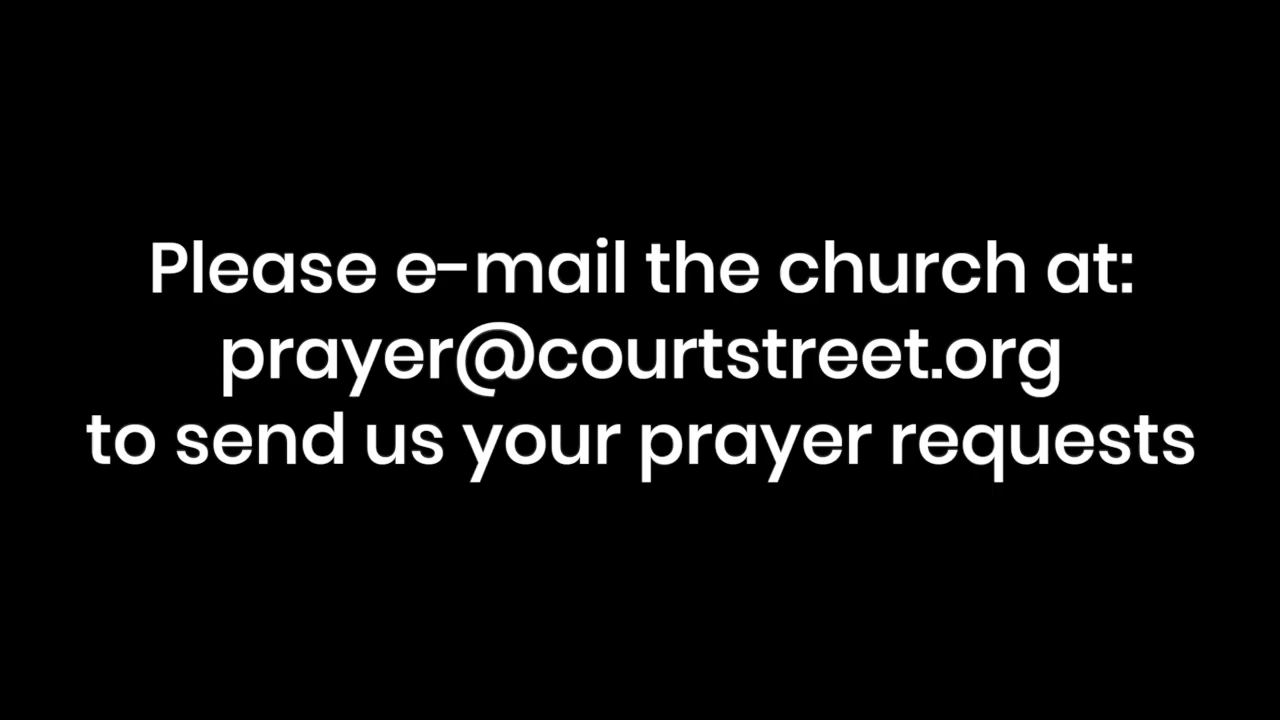 Please e-mail the church at:
prayer@courtstreet.org
to send us your prayer requests